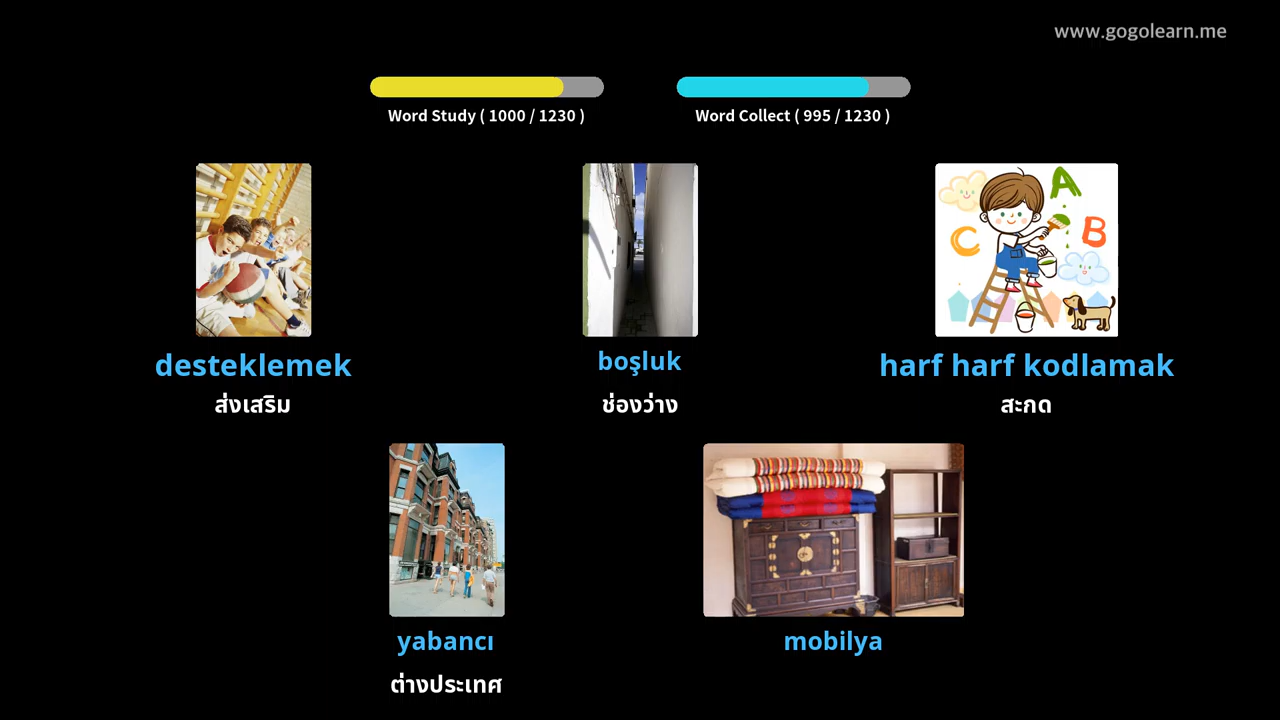 www.gogolearn.me
Word Study ( 1000 / 1230 )
Word Collect ( 995 / 1230 )
desteklemek
ส่งเสริม
boşluk
ช่องว่าง
harf harf kodlamak
สะกด
yabancı
ต่างประเทศ
mobilya